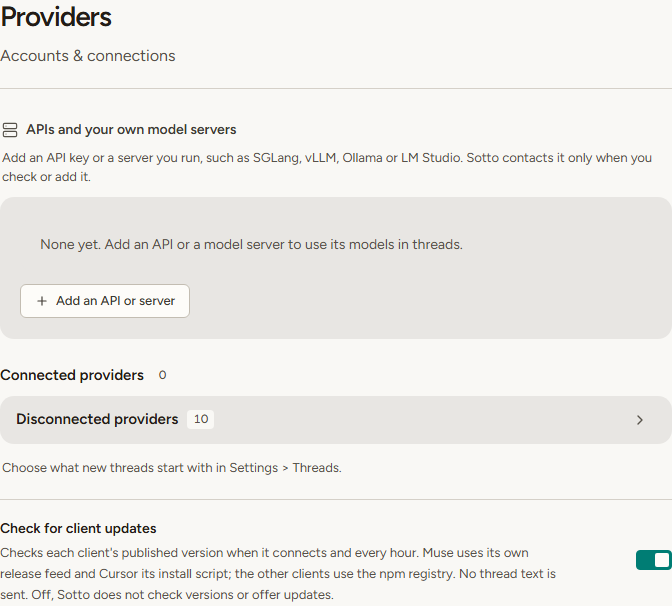 Providers
Accounts & connections
APIs and your own model servers
Add an API key or a server you run, such as SGLang, vLLM, Ollama or LM Studio. Sotto contacts it only when you
check or add it.
None yet. Add an API or a model server to use its models in threads.
+ Add an API or server
Connected providers 0
Disconnected providers 10
Choose what new threads start with in Settings > Threads.
Check for client updates
Checks each client's published version when it connects and every hour. Muse uses its own
release feed and Cursor its install script; the other clients use the npm registry. No thread text is
sent. Off, Sotto does not check versions or offer updates.